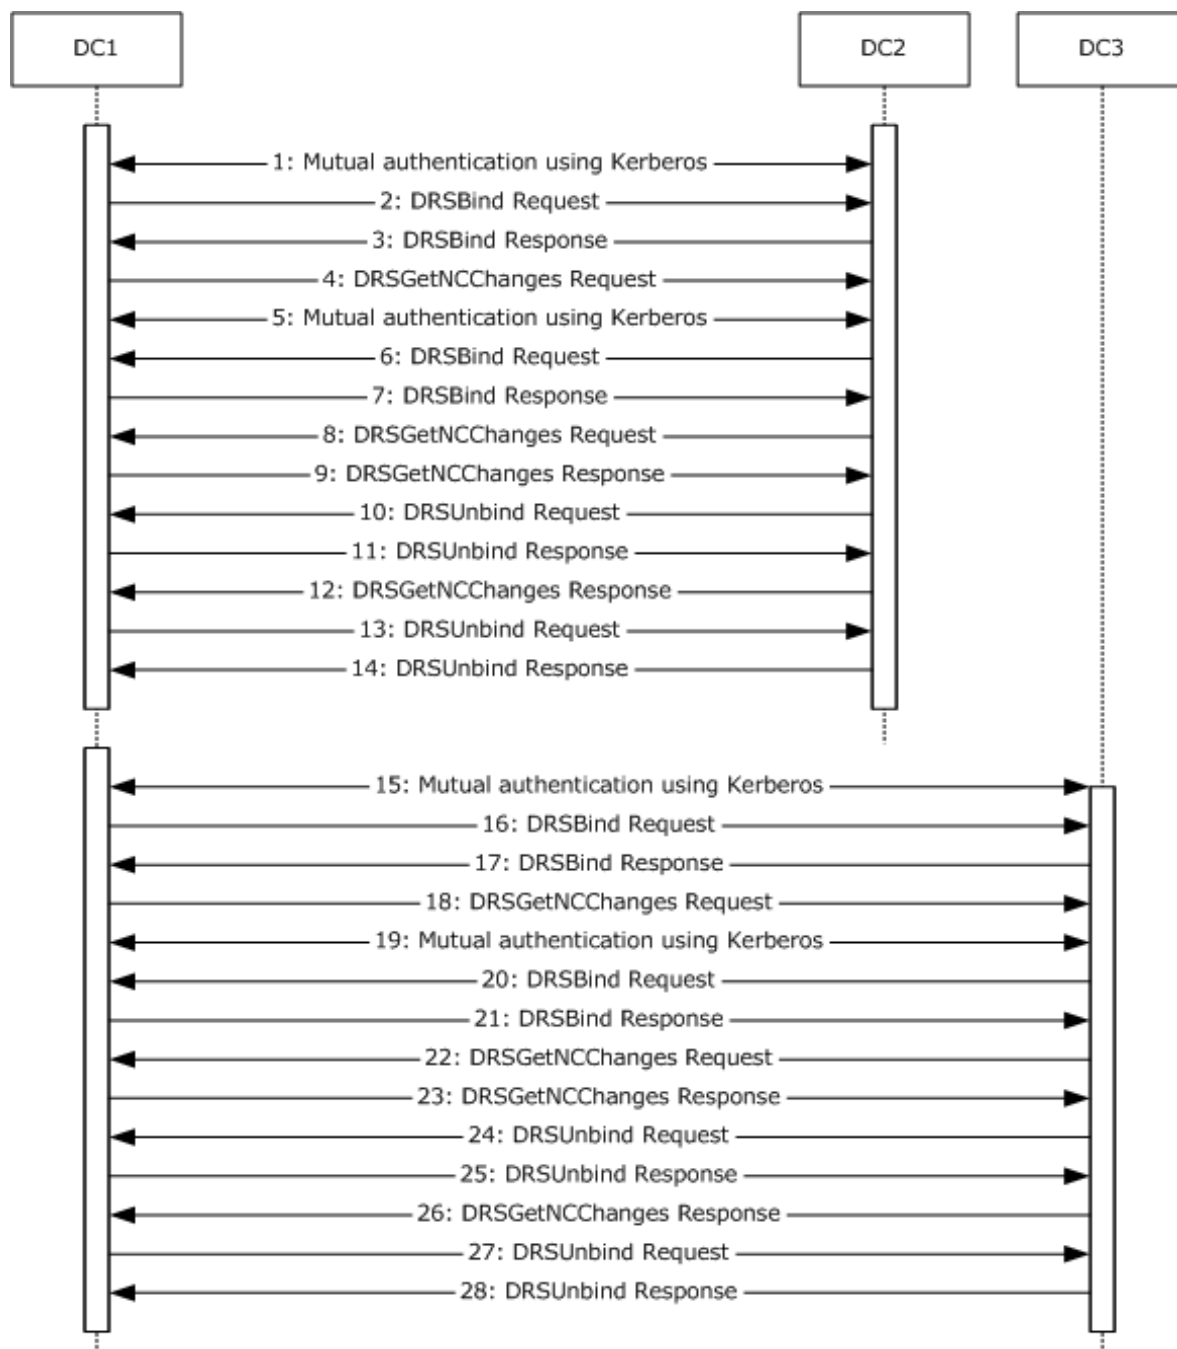 DC1
DC2
DC3
1: Mutual authentication using Kerberos
2: DRSBind Request
3: DRSBind Response
4: DRSGetNCChanges Request
5: Mutual authentication using Kerberos
6: DRSBind Request
7: DRSBind Response
8: DRSGetNCChanges Request
9: DRSGetNCChanges Response
10: DRSUnbind Request
11: DRSUnbind Response
12: DRSGetNCChanges Response
13: DRSUnbind Request
14: DRSUnbind Response
15: Mutual authentication using Kerberos
16: DRSBind Request
17: DRSBind Response
18: DRSGetNCChanges Request
19: Mutual authentication using Kerberos
20: DRSBind Request
21: DRSBind Response
22: DRSGetNCChanges Request
23: DRSGetNCChanges Response
24: DRSUnbind Request
25: DRSUnbind Response
26: DRSGetNCChanges Response
27: DRSUnbind Request
28: DRSUnbind Response